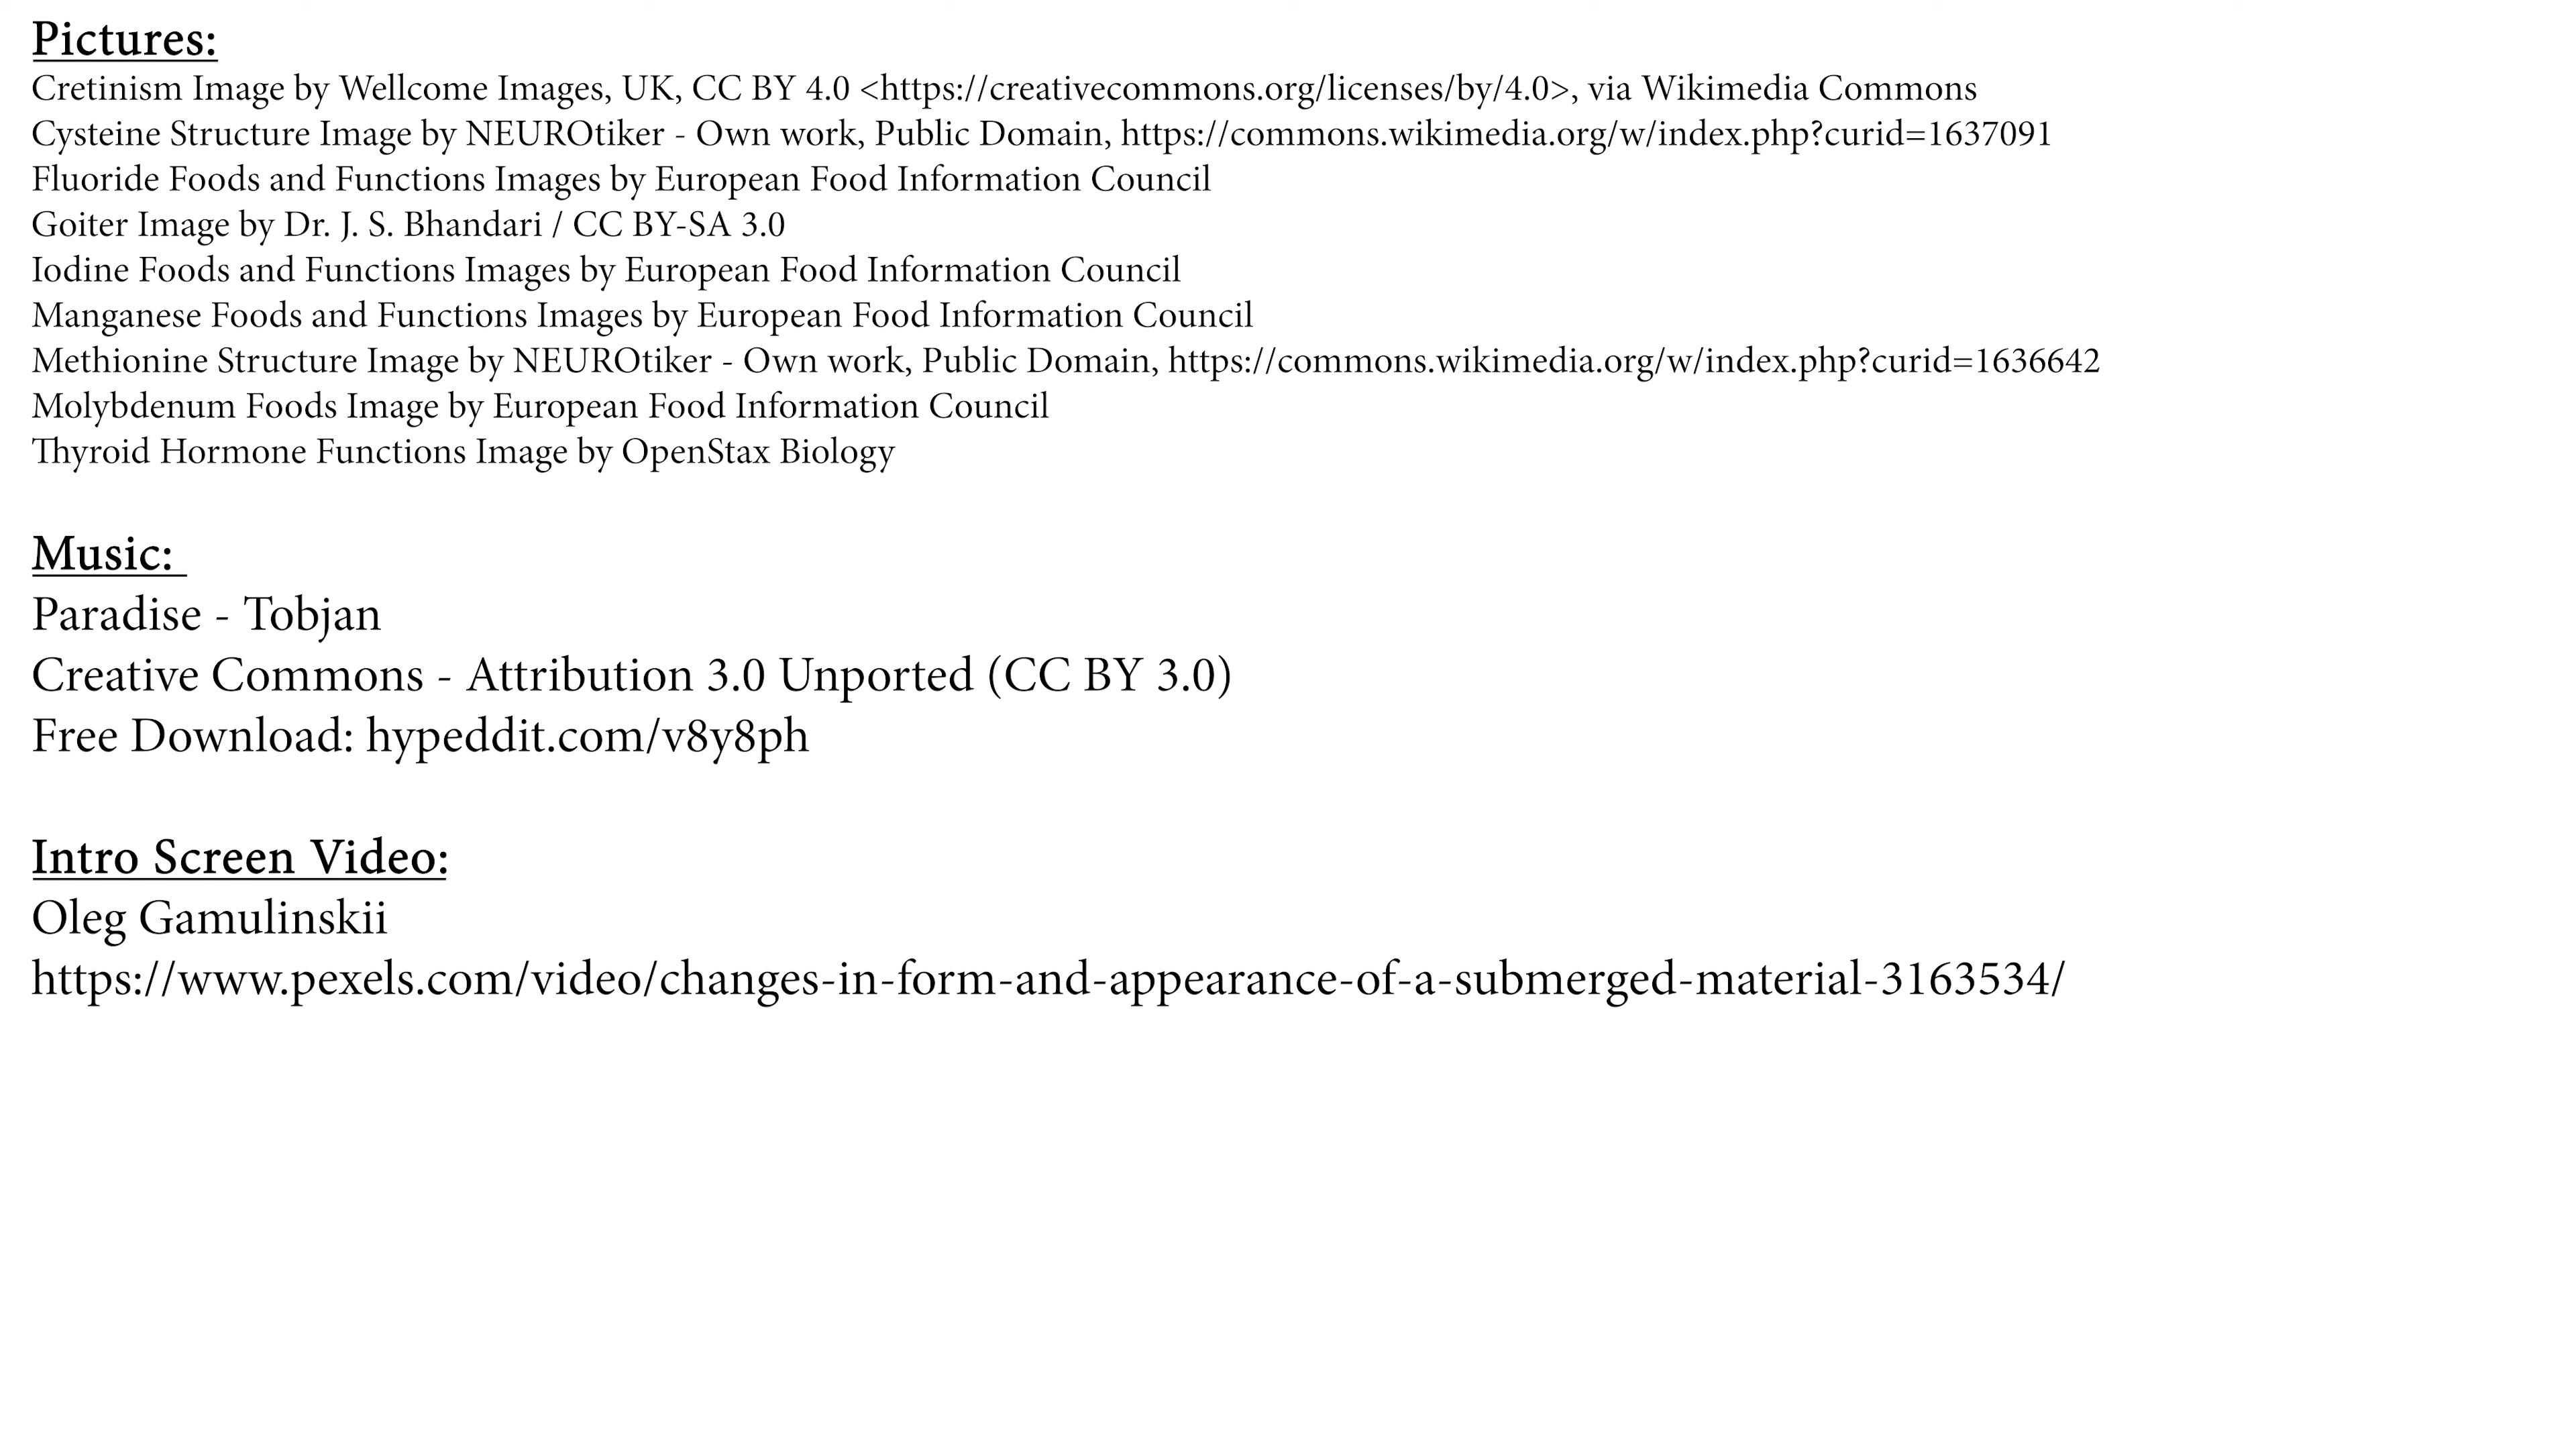 Pictures:
Cretinism Image by Wellcome Images, UK, CC BY 4.0 <https://creativecommons.org/licenses/by/4.0>, via Wikimedia Commons
Cysteine Structure Image by NEUROtiker - Own work, Public Domain, https://commons.wikimedia.org/w/index.php?curid=1637091
Fluoride Foods and Functions Images by European Food Information Council
Goiter Image by Dr. J. S. Bhandari / CC BY-SA 3.0
Iodine Foods and Functions Images by European Food Information Council
Manganese Foods and Functions Images by European Food Information Council
Methionine Structure Image by NEUROtiker - Own work, Public Domain, https://commons.wikimedia.org/w/index.php?curid=1636642
Molybdenum Foods Image by European Food Information Council
Thyroid Hormone Functions Image by OpenStax Biology
Music:
Paradise - Tobjan
Creative Commons - Attribution 3.0 Unported (CC BY 3.0)
Free Download: hypeddit.com/v8y8ph
Intro Screen Video:
Oleg Gamulinskii
https://www.pexels.com/video/changes-in-form-and-appearance-of-a-submerged-material-3163534/